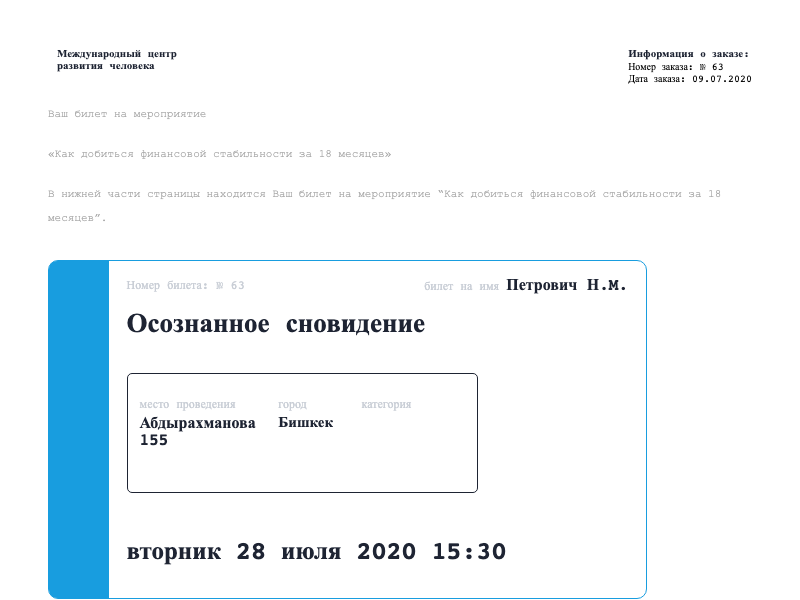 Международный центр
развития человека
Информация о заказе:
Номер заказа: № 63
Дата заказа: 09.07.2020
Ваш билет на мероприятие
«Как добиться финансовой стабильности за 18 месяцев»
В нижней части страницы находится Ваш билет на мероприятие “Как добиться финансовой стабильности за 18
месяцев”.
Номер билета: № 63
билет на имя Петрович Н.М.
Осознанное сновидение
место проведения город категория
Абдырахманова Бишкек
155
вторник 28 июля 2020 15:30